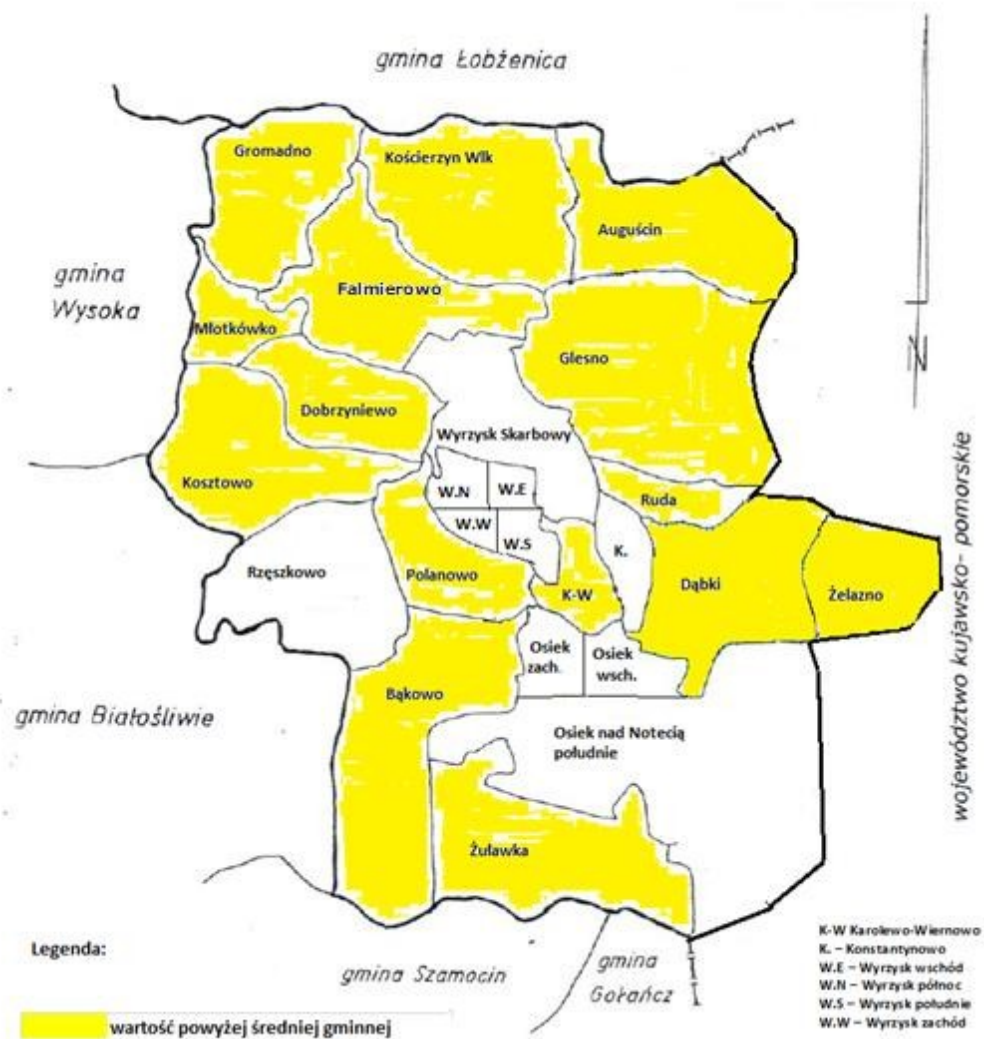 gmina Łobżenica
Gromadno
Kościerzyn Wlk
Auguścin
gmina
Wysoka
Falmierowo
Młotkówko
Glesno
N
Dobrzyniewo
Wyrzysk Skarbowy
Kosztowo
W.N
W.E
Ruda
W.W
W.S
Rzęszkowo
K.
Polanowo
K-W
Dąbki
Żelazno
województwo kujawsko- pomorskie
Osiek
zach.
Osiek
wsch.
Bąkowo
gmina Białośliwie
Osiek nad Notecią
południe
Żuławka
K-W Karolewo-Wiernowo
K. – Konstantynowo
W.E – Wyrzysk wschód
W.N – Wyrzysk północ
W.S – Wyrzysk południe
W.W – Wyrzysk zachód
Legenda:
gmina Szamocin
gmina
Gołańcz
wartość powyżej średniej gminnej